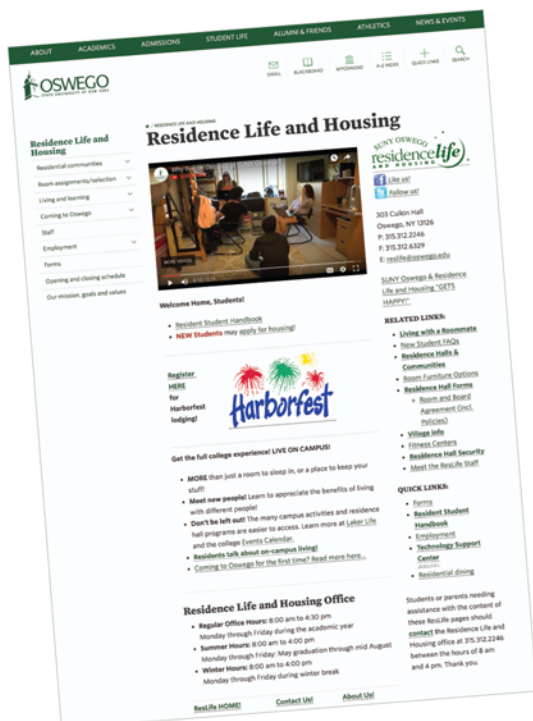 ABOUT
ACADEMICS
ADMISSIONS
STUDENT LIFE
ALUMNI & FRIENDS
ATHLETICS
NEWS & EVENTS
OSWEGO
STATE UNIVERSITY OF NEW YORK
EMAIL
BLACKBOARD
MYOSWEGO
A-Z INDEX
QUICK LINKS
SEARCH
/ RESIDENCE LIFE AND HOUSING
Residence Life and
Housing
Residential communities
Room assignments/selection
Living and learning
Coming to Oswego
Staff
Employment
Forms
Opening and closing schedule
Our mission, goals and values
Residence Life and Housing
MORE VIDEOS
Welcome Home, Students!
Resident Student Handbook
NEW Students may apply for housing!
Register
HERE
for
Harborfest
lodging!
Harborfest
Get the full college experience! LIVE ON CAMPUS!
MORE than just a room to sleep in, or a place to keep your
stuff!
Meet new people! Learn to appreciate the benefits of living
with different people!
Don't be left out! The many campus activities and residence
hall programs are easier to access. Learn more at Laker Life
and the college Events Calendar.
Residents talk about on-campus living!
Coming to Oswego for the first time? Read more here...
Residence Life and Housing Office
Regular Office Hours: 8:00 am to 4:30 pm
Monday through Friday during the academic year
Summer Hours: 8:00 am to 4:00 pm
Monday through Friday: May graduation through mid August
Winter Hours: 8:00 am to 4:00 pm
Monday through Friday during winter break
ResLife HOME!
Contact Us!
About Us!
SUNY OSWEGO
residence life
AND HOUSING
Like us!
Follow us!
303 Culkin Hall
Oswego, NY 13126
P: 315.312.2246
F: 315.312.6329
E: reslife@oswego.edu
SUNY Oswego & Residence
Life and Housing "GETS
HAPPY!"
RELATED LINKS:
Living with a Roommate
New Student FAQs
Residence Halls &
Communities
Room Furniture Options
Residence Hall Forms
Room and Board
Agreement (incl.
Policies)
Village info
Fitness Centers
Residence Hall Security
Meet the ResLife Staff
QUICK LINKS:
Forms
Resident Student
Handbook
Employment
Technology Support
Center
Residential dining
Students or parents needing
assistance with the content of
these ResLife pages should
contact the Residence Life and
Housing office at 315.312.2246
between the hours of 8 am
and 4 pm. Thank you.